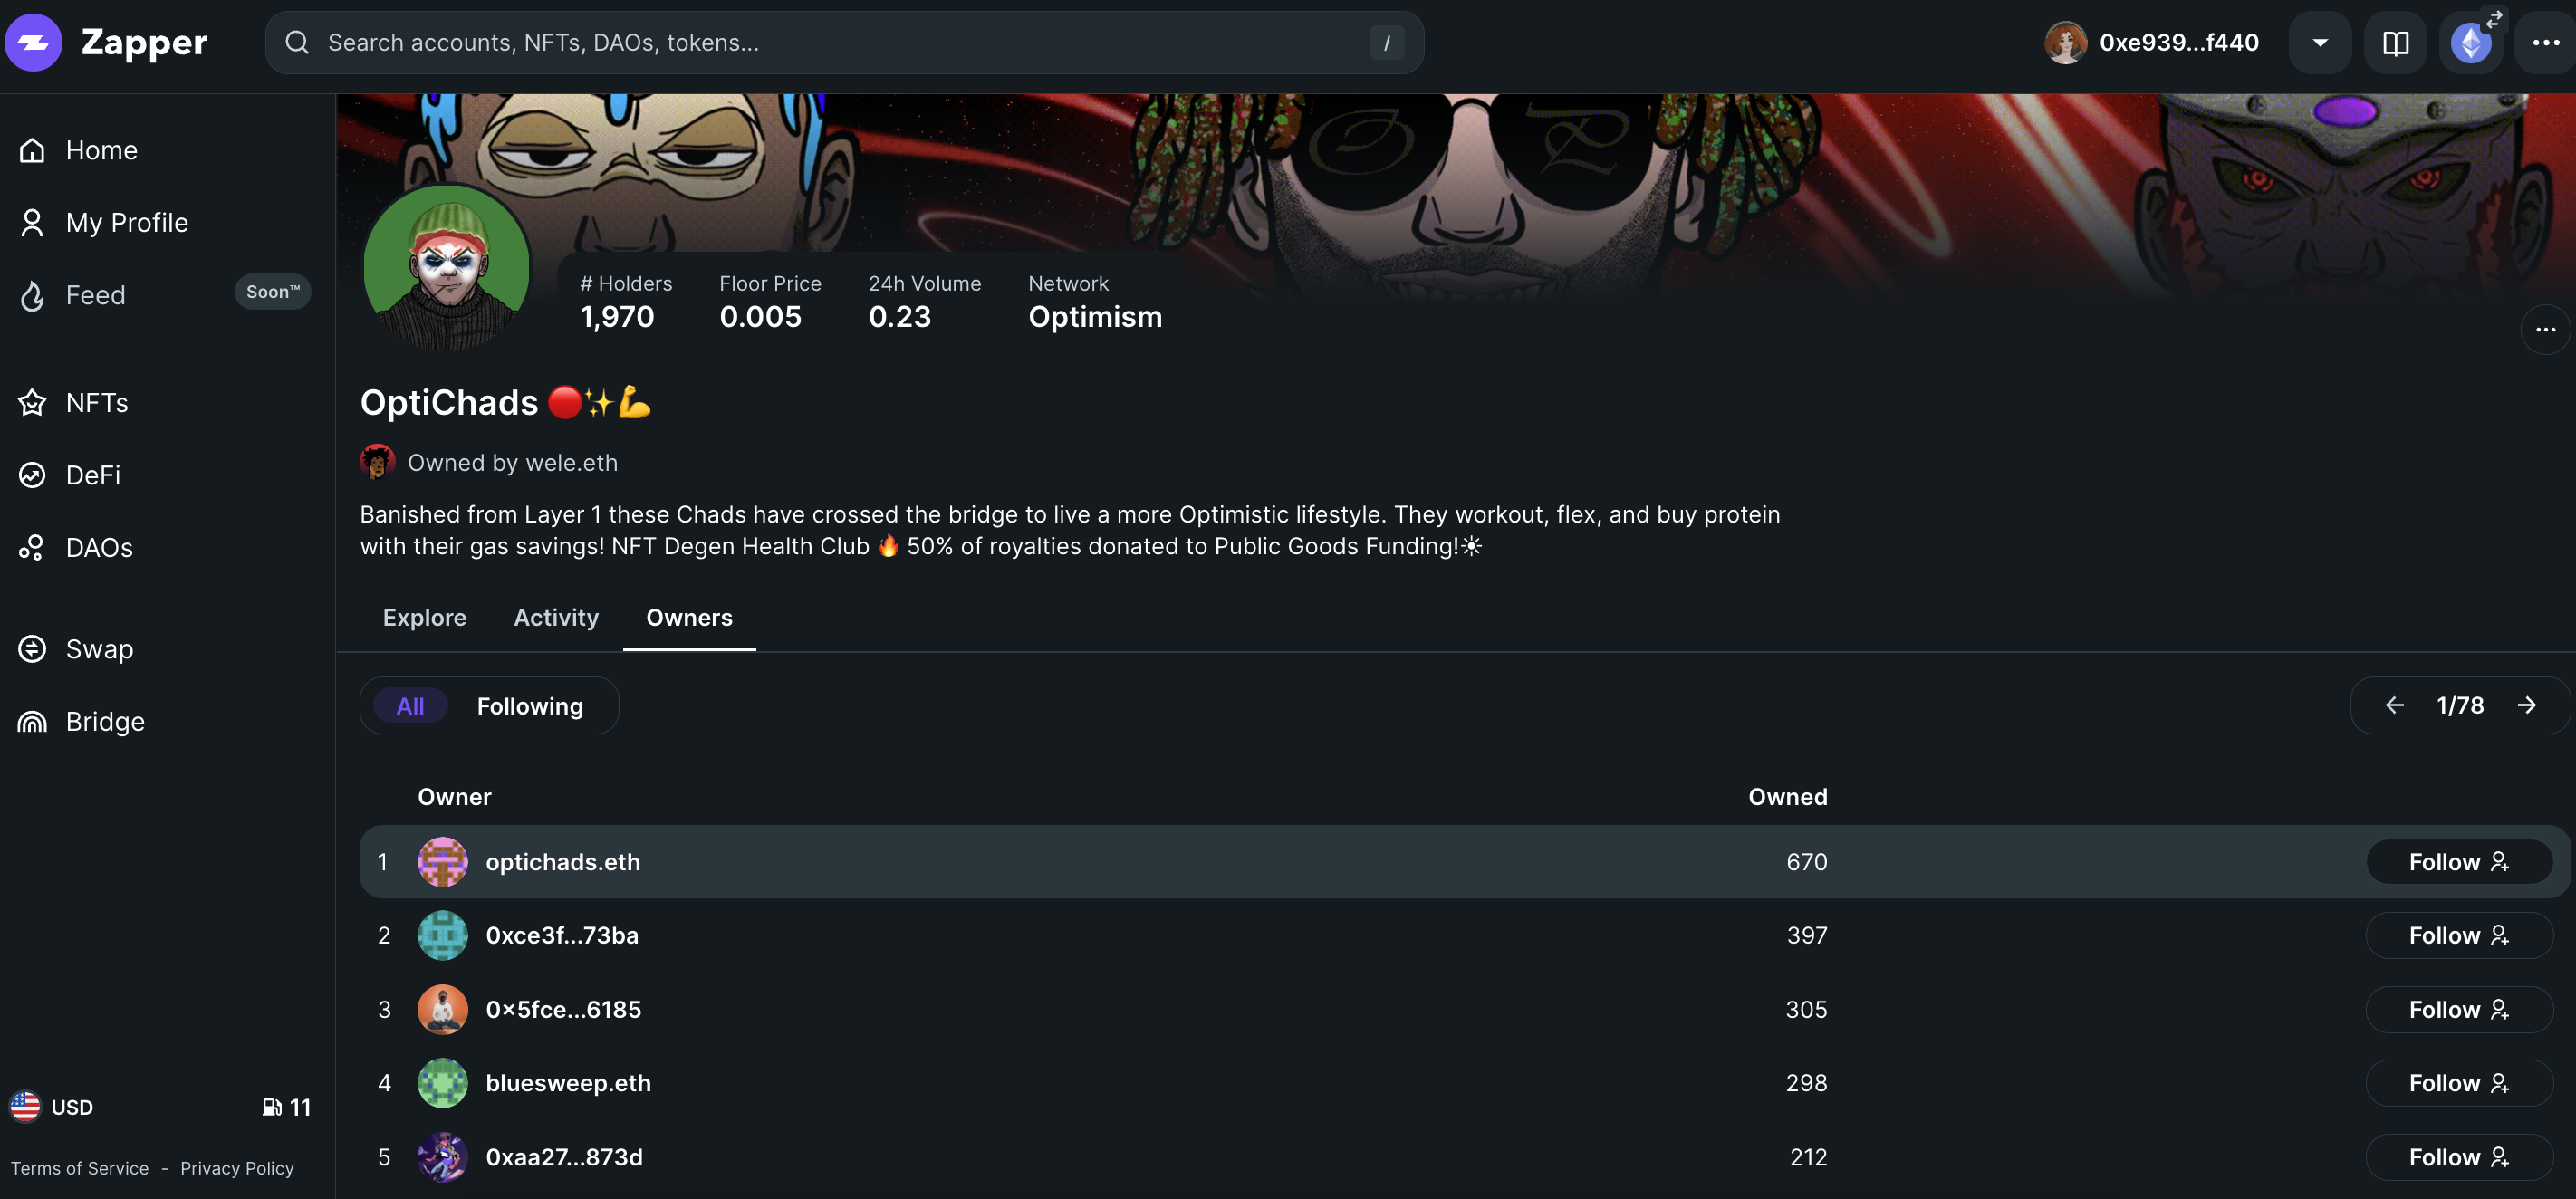 Zapper
Search accounts, NFTs, DAOs, tokens...
/
0xe939...f440
Home
My Profile
Feed
Soon™
NFTs
DeFi
DAOs
Swap
Bridge
USD
11
Terms of Service - Privacy Policy
# Holders
1,970
Floor Price
0.005
24h Volume
0.23
Network
Optimism
OptiChads 🔴✨💪
Owned by wele.eth
Banished from Layer 1 these Chads have crossed the bridge to live a more Optimistic lifestyle. They workout, flex, and buy protein
with their gas savings! NFT Degen Health Club 🔥 50% of royalties donated to Public Goods Funding!☀
Explore Activity Owners
All Following
1/78
Owner Owned
1 optichads.eth 670 Follow
2 0xce3f...73ba 397 Follow
3 0×5fce...6185 305 Follow
4 bluesweep.eth 298 Follow
5 0xaa27...873d 212 Follow